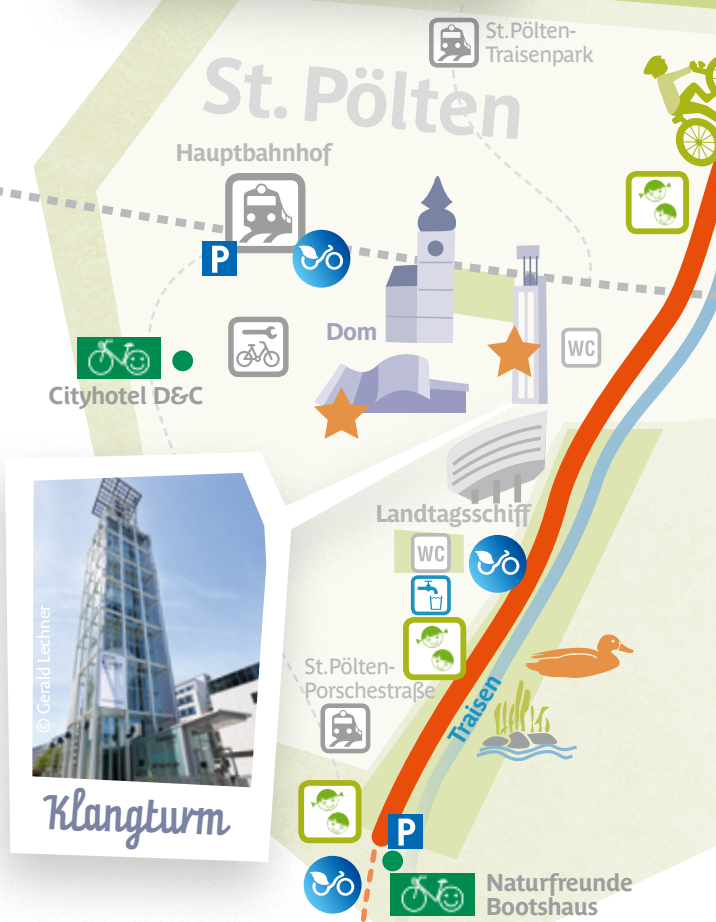 St.Pölten-
Traisenpark
St. Pölten
Hauptbahnhof
P
Dom
WC
Cityhotel D&C
Landtagsschiff
WC
© Gerald Lechner
St.Pölten-
Porschestraße
Traisen
Klangturm
P
Naturfreunde
Bootshaus